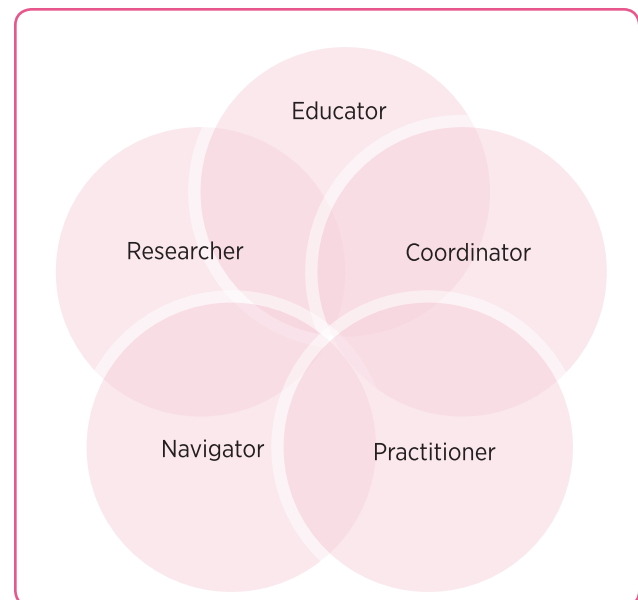 Educator
Researcher
Coordinator
Navigator
Practitioner